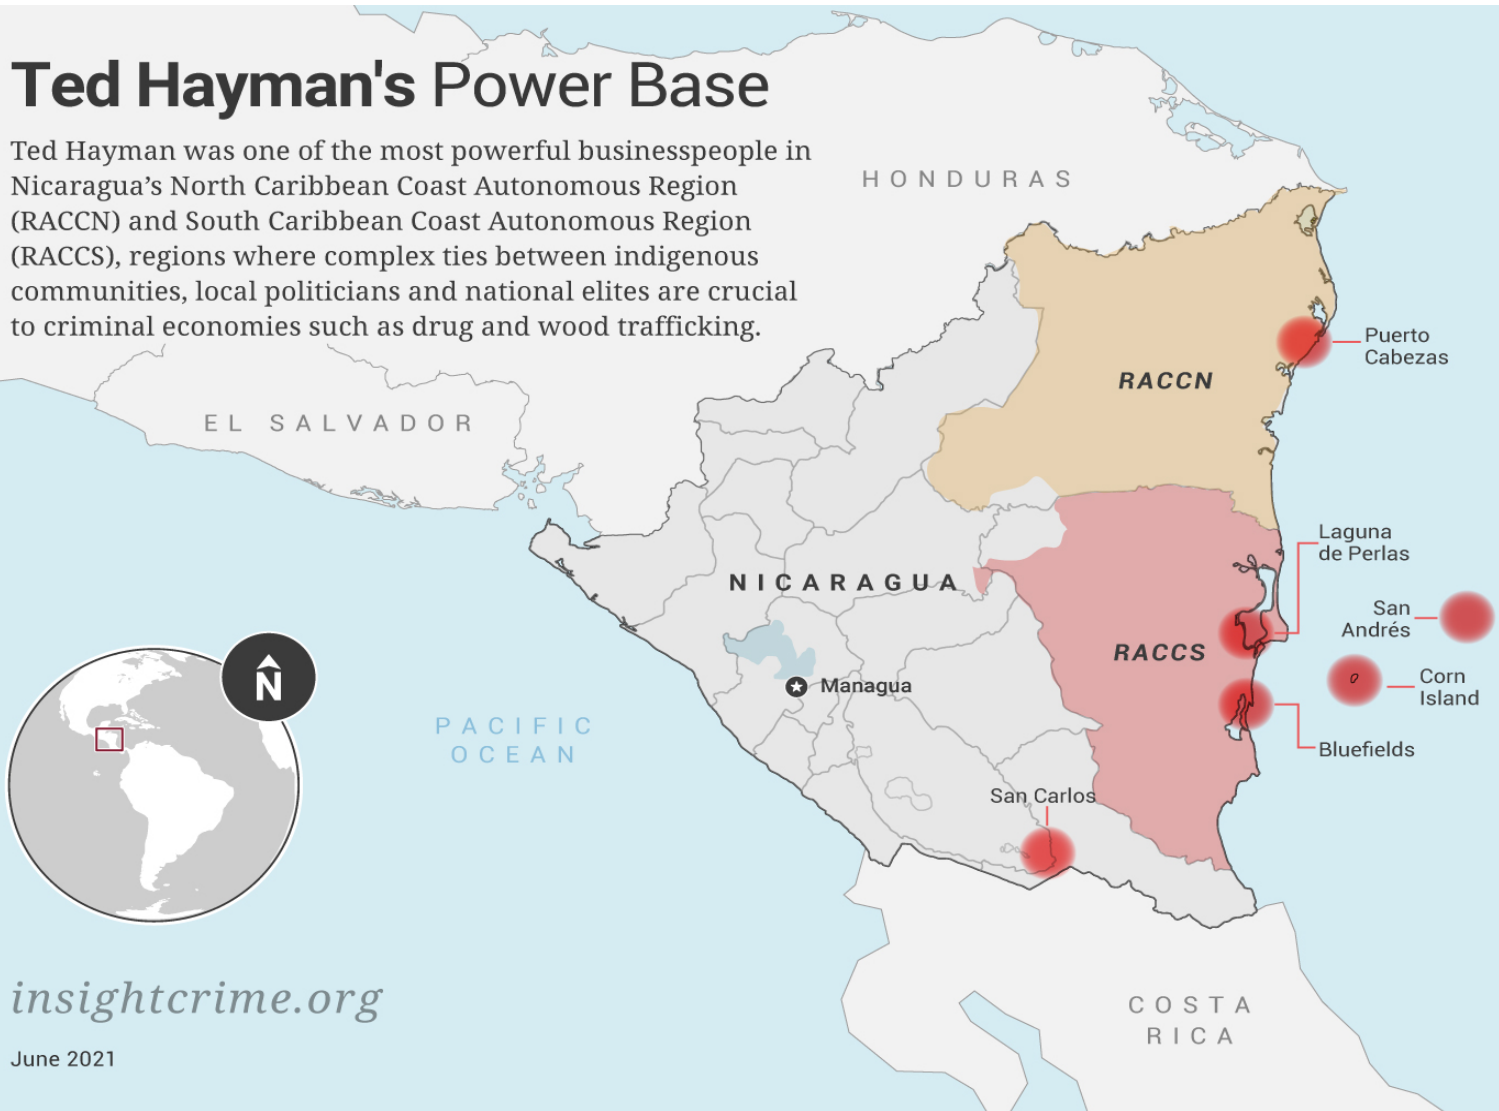 Ted Hayman's Power Base
Ted Hayman was one of the most powerful businesspeople in
Nicaragua’s North Caribbean Coast Autonomous Region
(RACCN) and South Caribbean Coast Autonomous Region
(RACCS), regions where complex ties between indigenous
communities, local politicians and national elites are crucial
to criminal economies such as drug and wood trafficking.
HONDURAS
Puerto
Cabezas
RACCN
EL SALVADOR
Laguna
de Perlas
NICARAGUA
San
Andrés
RACCS
Corn
Island
Managua
N
PACIFIC
OCEAN
Bluefields
San Carlos
insightcrime.org
COSTA
RICA
June 2021